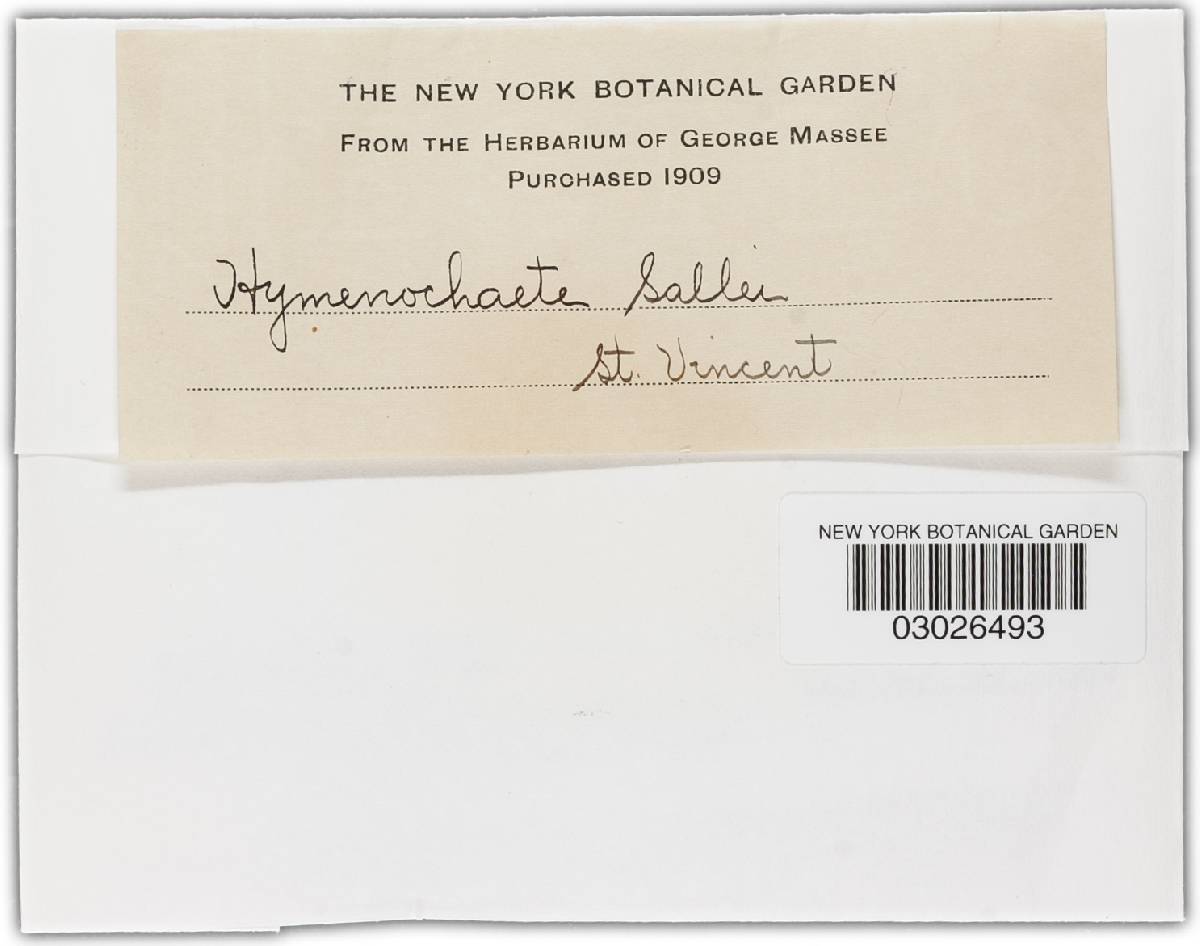 THE NEW YORK BOTANICAL GARDEN
FROM THE HERBARIUM OF GEORGE MASSEE
PURCHASED 1909
Hymenochaete Sallei
St. Vincent
NEW YORK BOTANICAL GARDEN
03026493